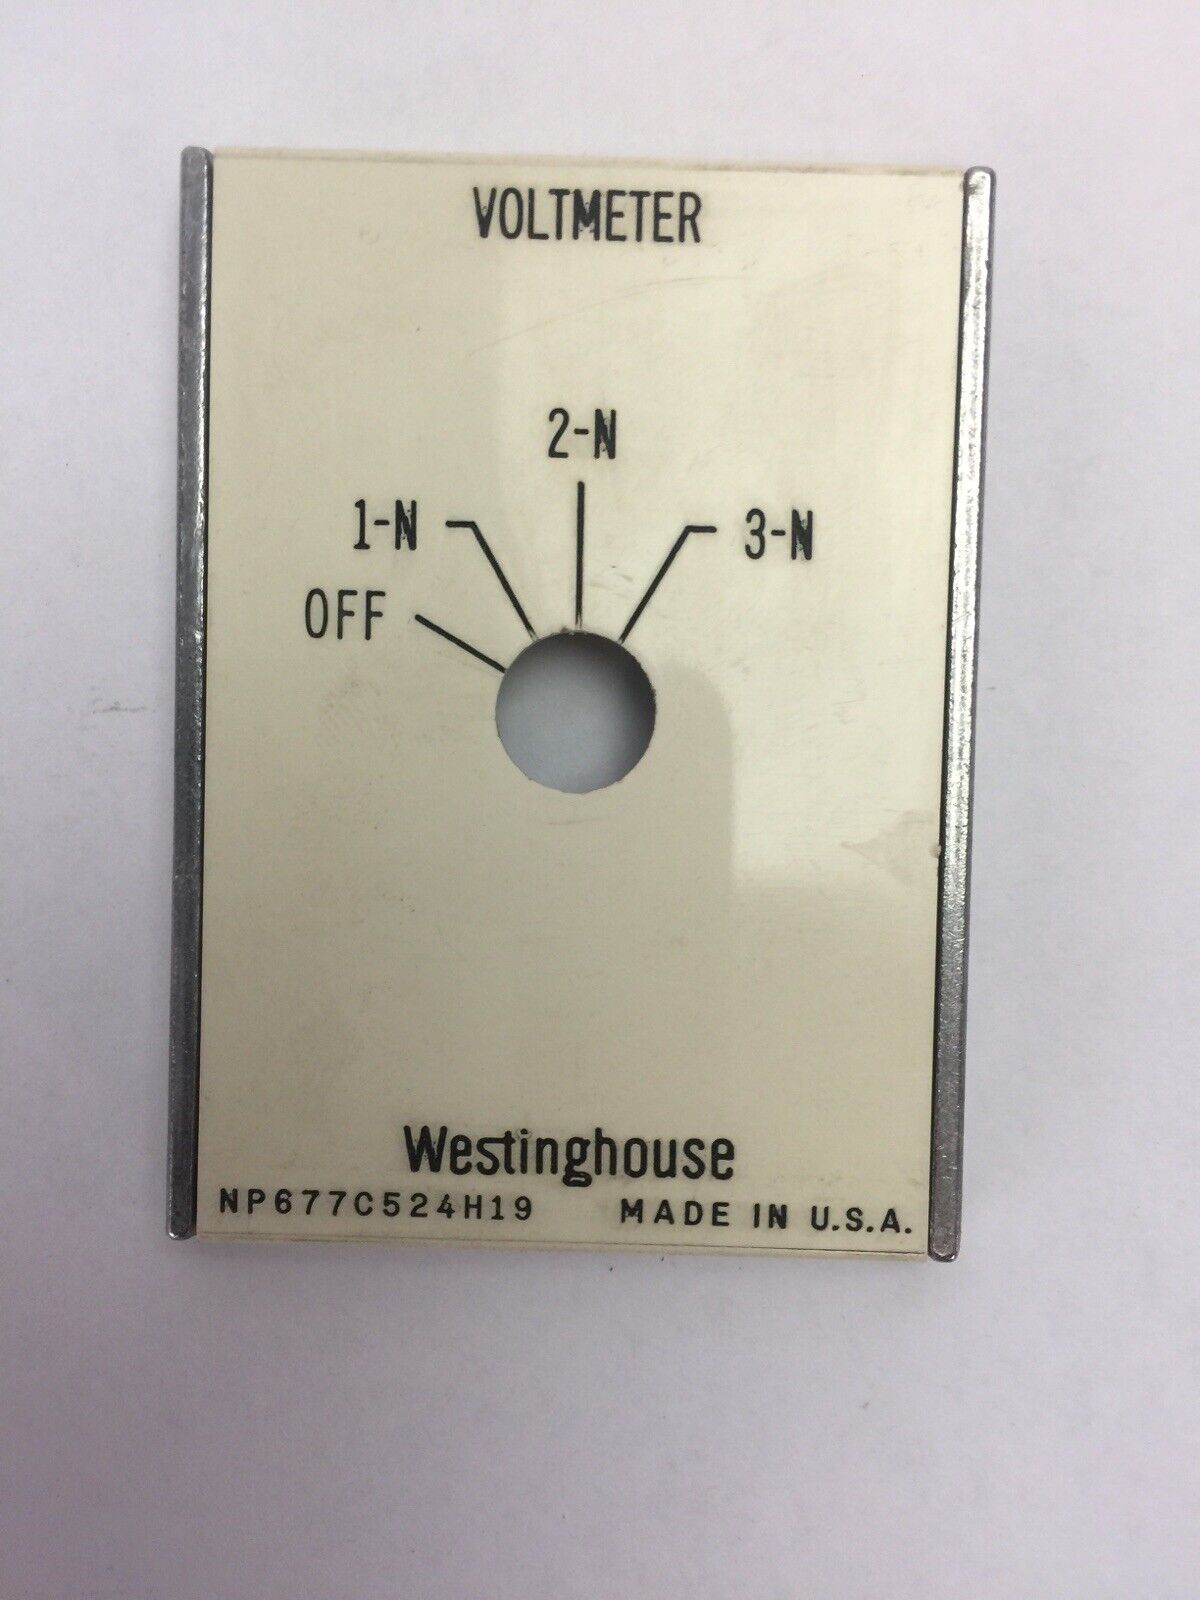 VOLTMETER
2-N
1-N
3-N
OFF
Westinghouse
NP677C524H19 MADE IN U.S.A.